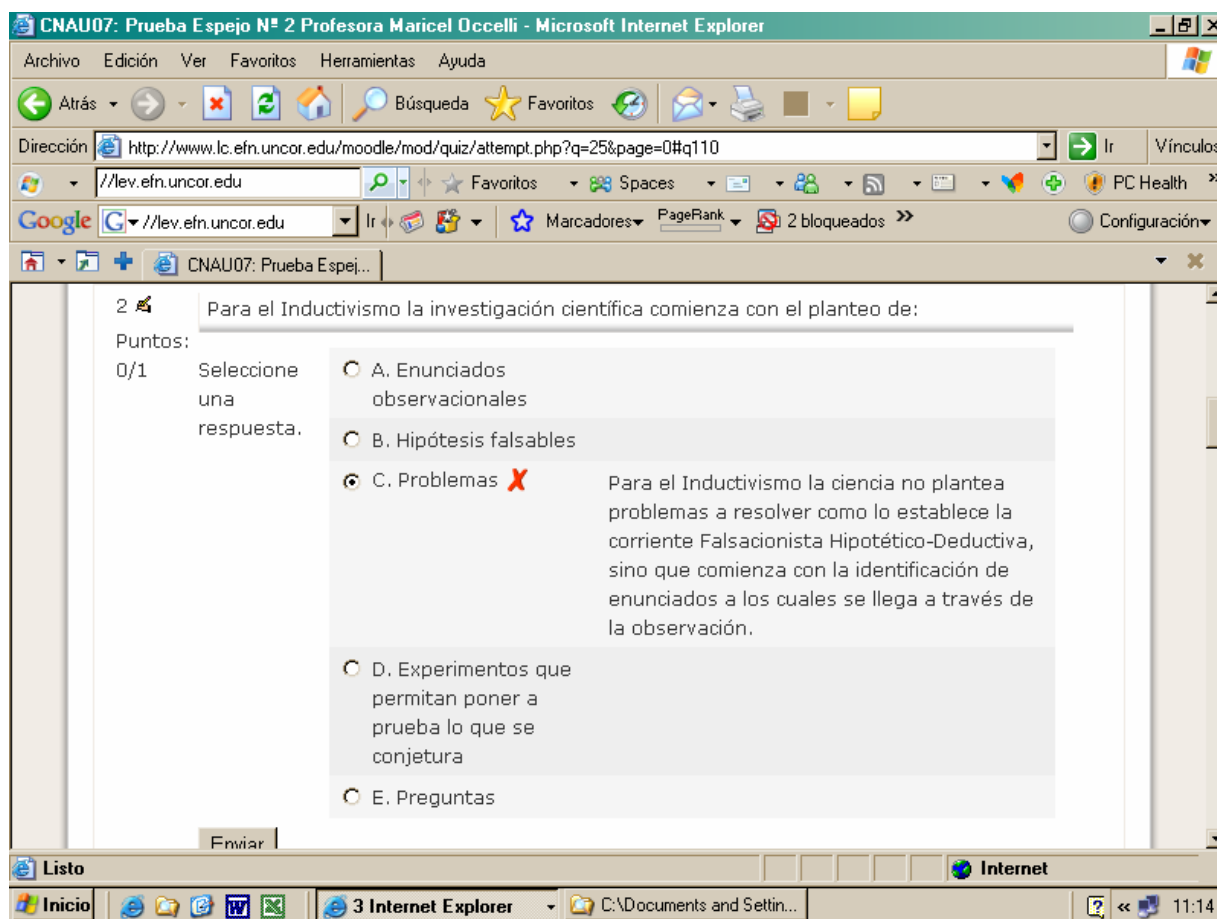 CNAU07: Prueba Espejo Nº 2 Profesora Maricel Occelli - Microsoft Internet Explorer
Archivo Edición Ver Favoritos Herramientas Ayuda
Atrás Búsqueda Favoritos
Dirección http://www.lc.efn.uncor.edu/moodle/mod/quiz/attempt.php?q=25&page=0#q110 Ir Vínculos
//lev.efn.uncor.edu Favoritos Spaces PC Health »
Google G //lev.efn.uncor.edu Ir Marcadores PageRank 2 bloqueados » Configuración
CNAU07: Prueba Espej...
2 Para el Inductivismo la investigación científica comienza con el planteo de:
Puntos:
0/1
Seleccione
una
respuesta.
A. Enunciados
observacionales
B. Hipótesis falsables
C. Problemas ✗
Para el Inductivismo la ciencia no plantea
problemas a resolver como lo establece la
corriente Falsacionista Hipotético-Deductiva,
sino que comienza con la identificación de
enunciados a los cuales se llega a través de
la observación.
D. Experimentos que
permitan poner a
prueba lo que se
conjetura
E. Preguntas
Enviar
Listo Internet
Inicio W 3 Internet Explorer C:\Documents and Settin... ? « 11:14